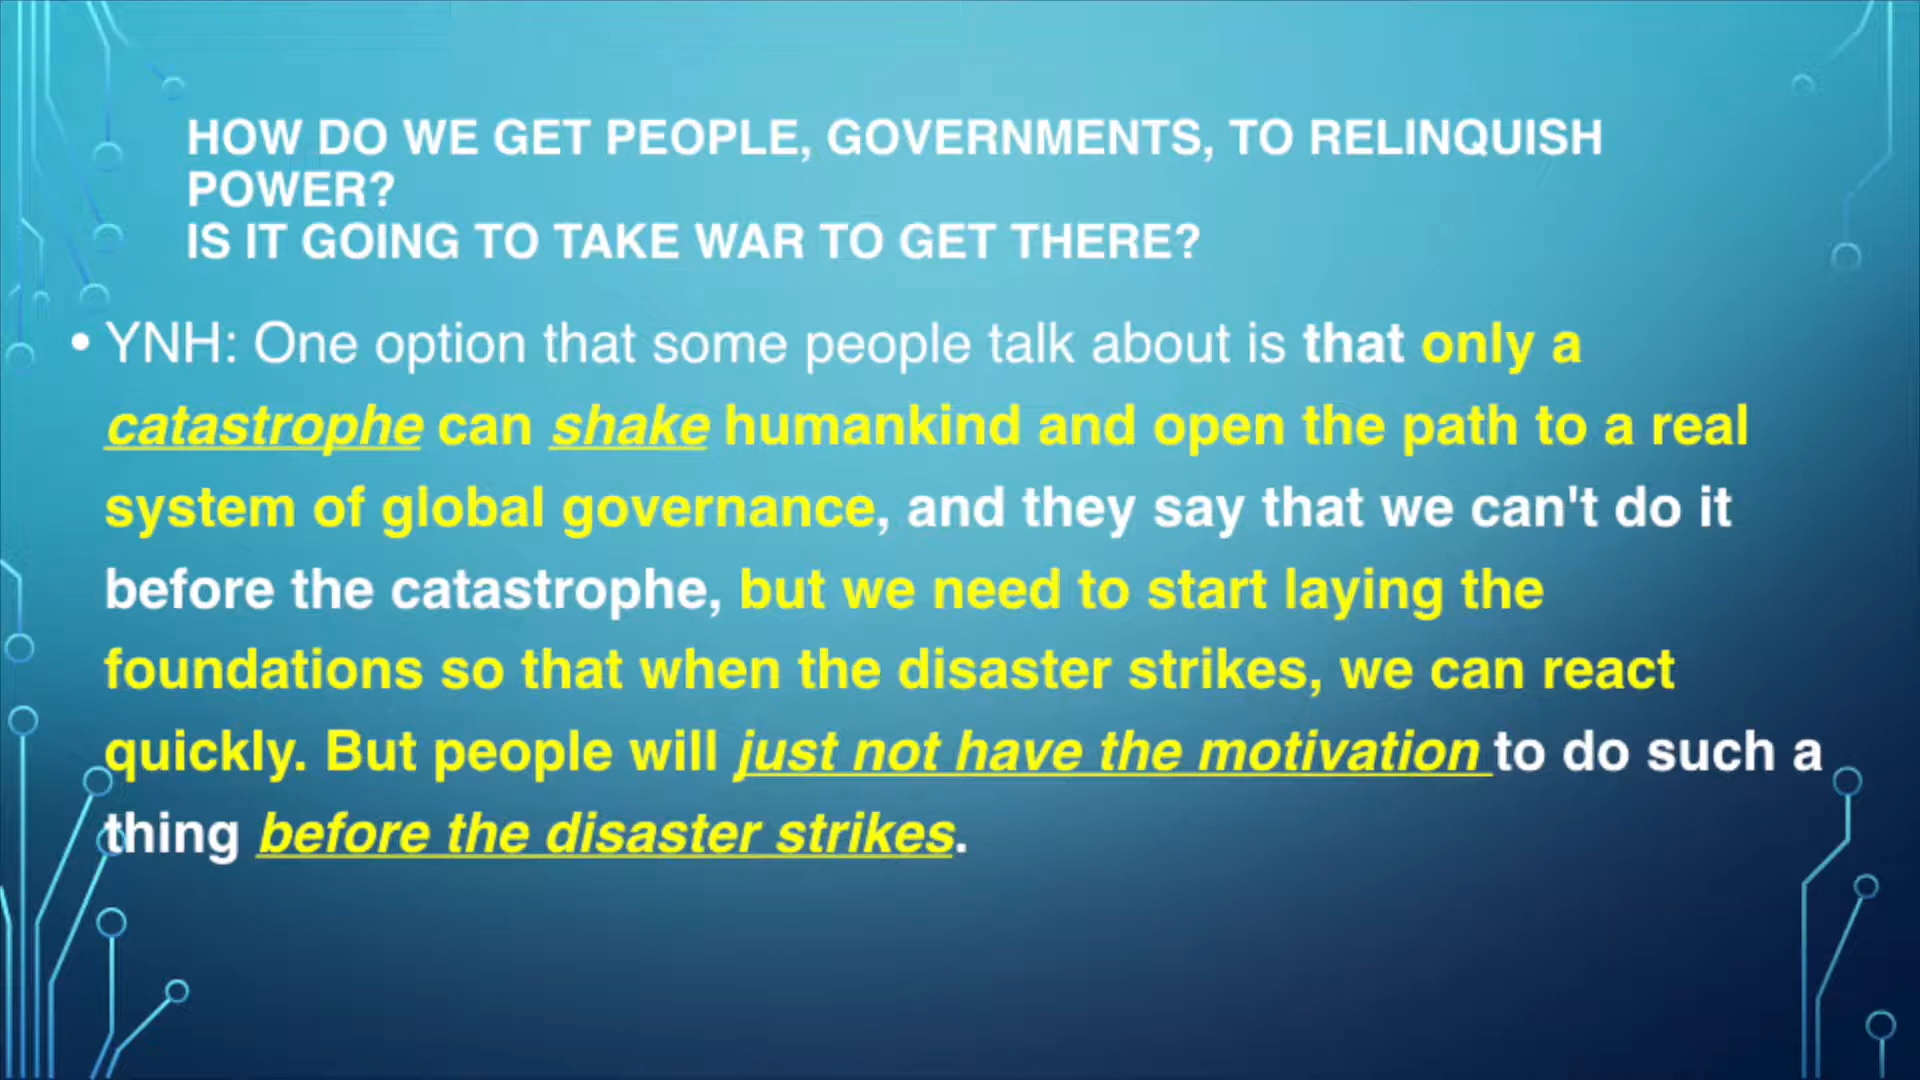 HOW DO WE GET PEOPLE, GOVERNMENTS, TO RELINQUISH
POWER?
IS IT GOING TO TAKE WAR TO GET THERE?
• YNH: One option that some people talk about is that only a
catastrophe can shake humankind and open the path to a real
system of global governance, and they say that we can't do it
before the catastrophe, but we need to start laying the
foundations so that when the disaster strikes, we can react
quickly. But people will just not have the motivation to do such a
thing before the disaster strikes.